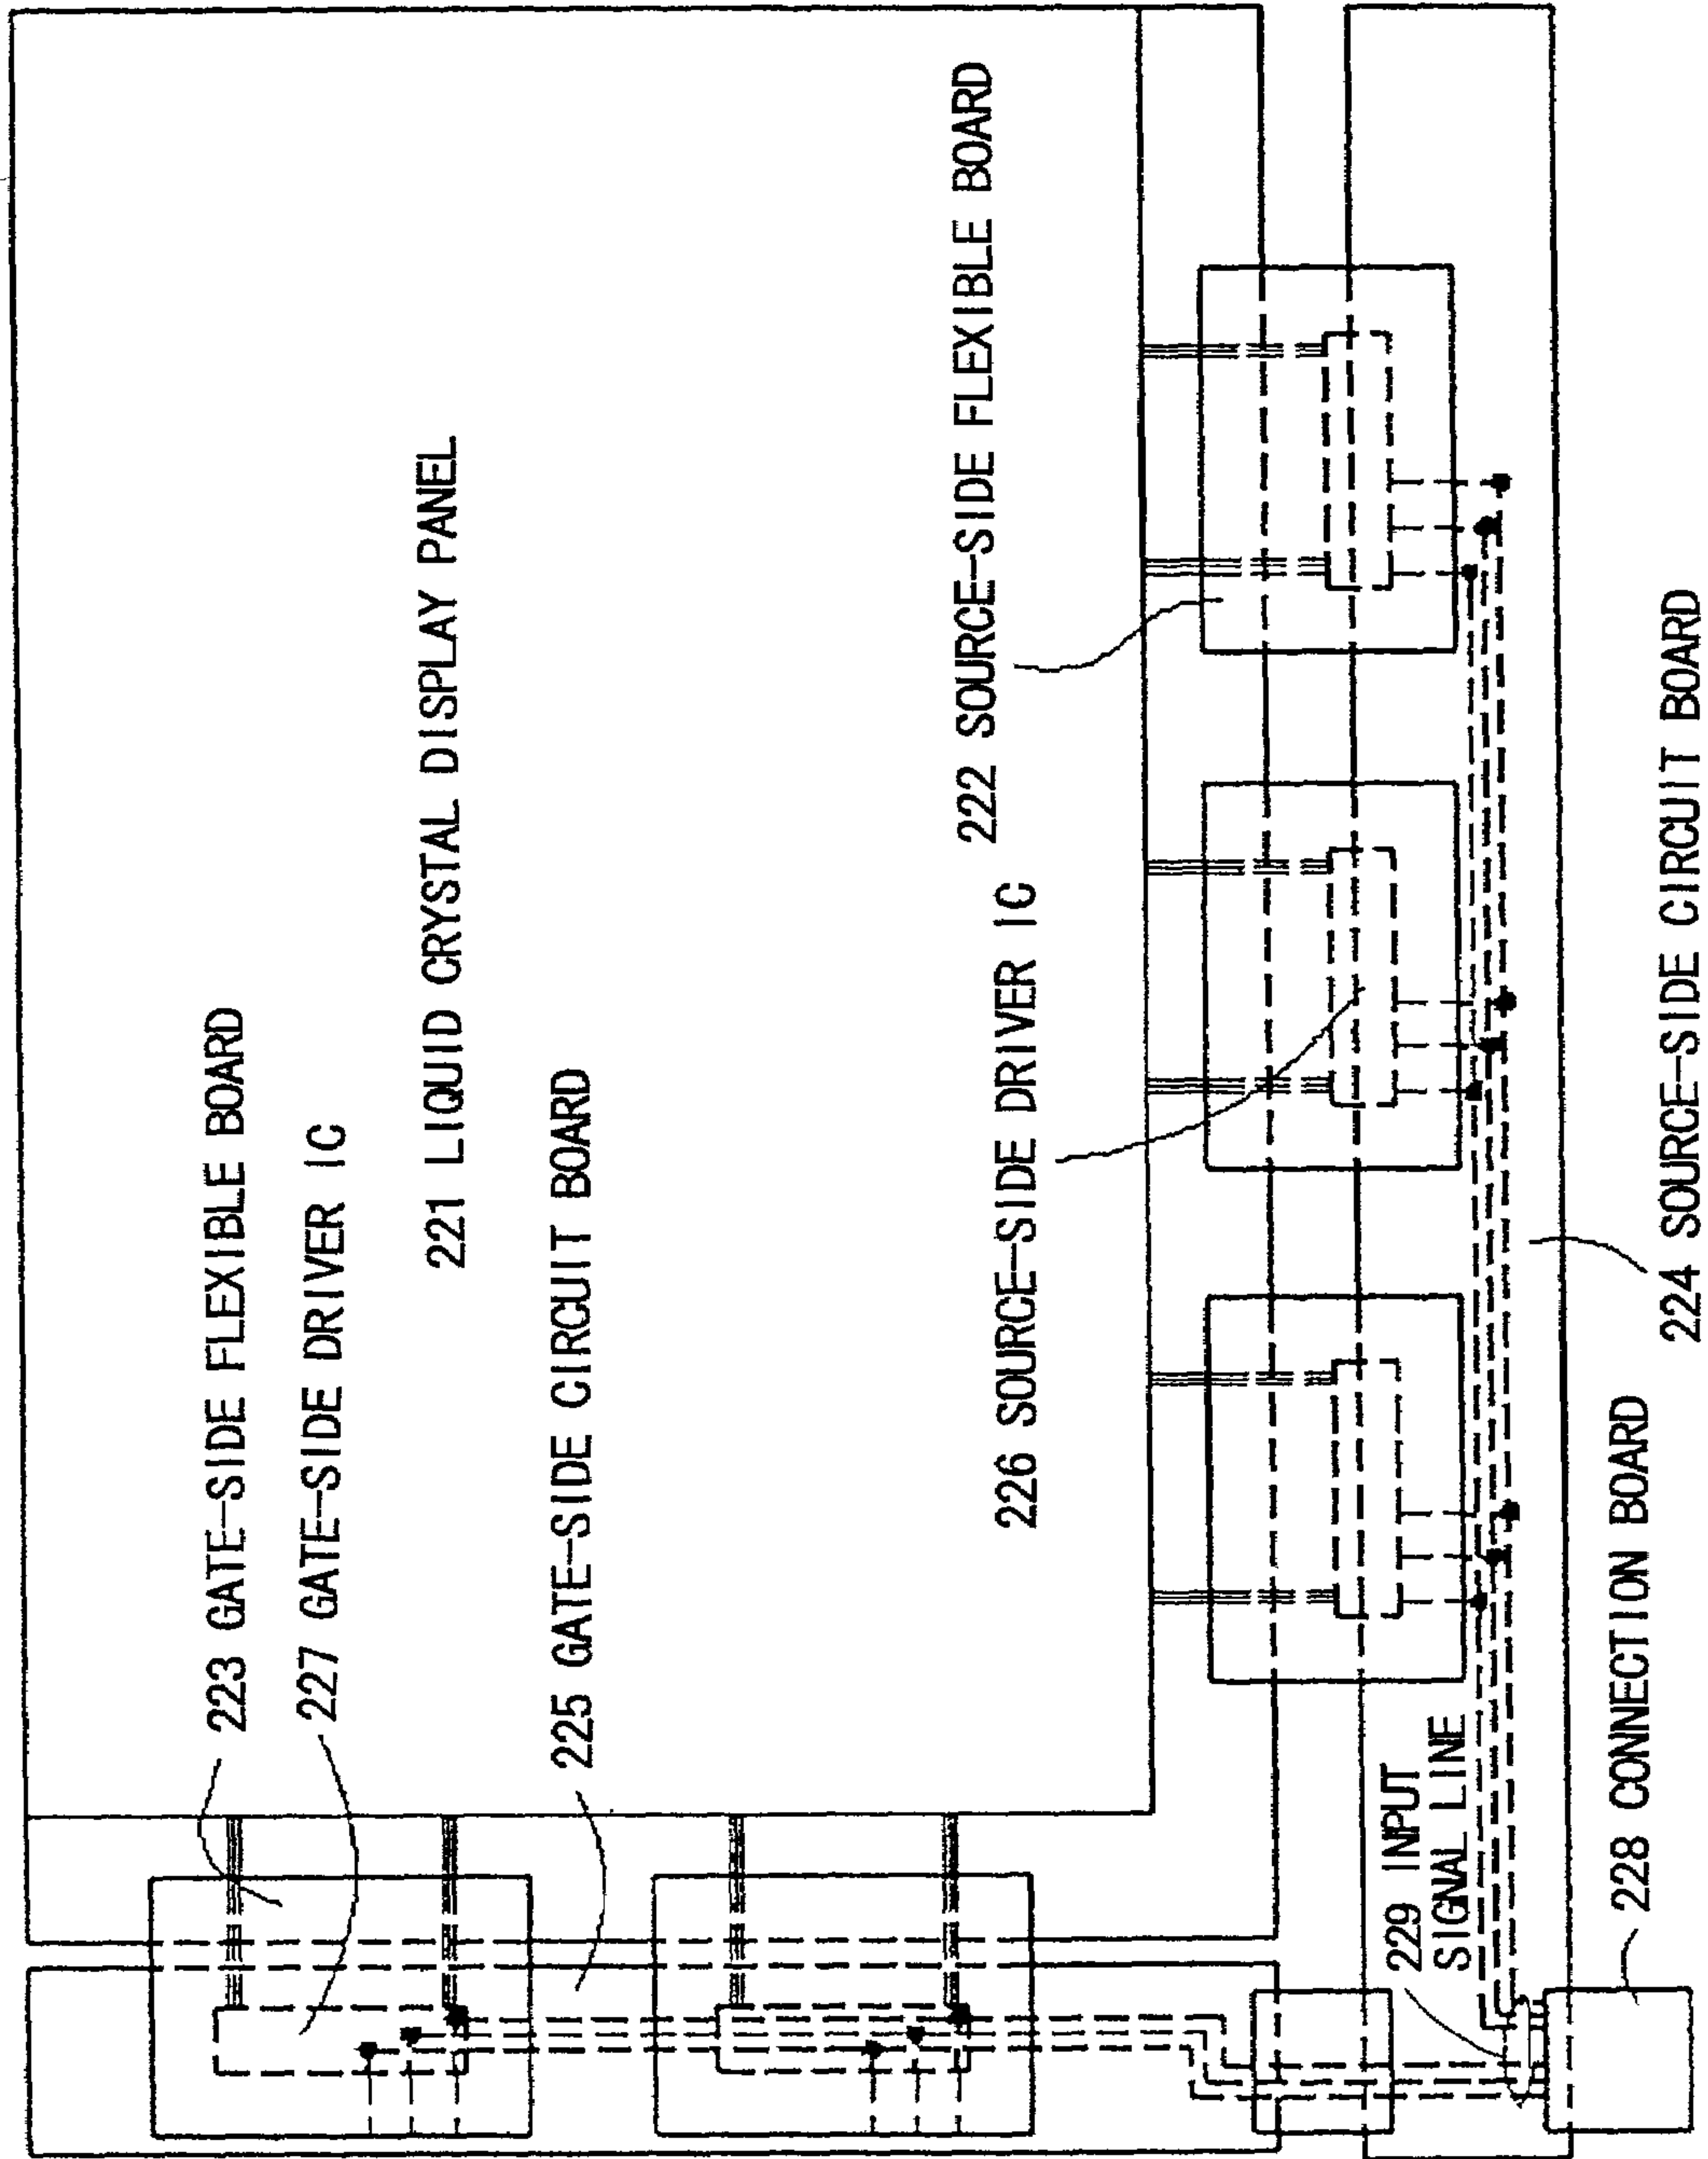 223 GATE-SIDE FLEXIBLE BOARD
227 GATE-SIDE DRIVER IC
221 LIQUID CRYSTAL DISPLAY PANEL
225 GATE-SIDE CIRCUIT BOARD
222 SOURCE-SIDE FLEXIBLE BOARD
226 SOURCE-SIDE DRIVER IC
229 INPUT
SIGNAL LINE
228 CONNECTION BOARD
224 SOURCE-SIDE CIRCUIT BOARD